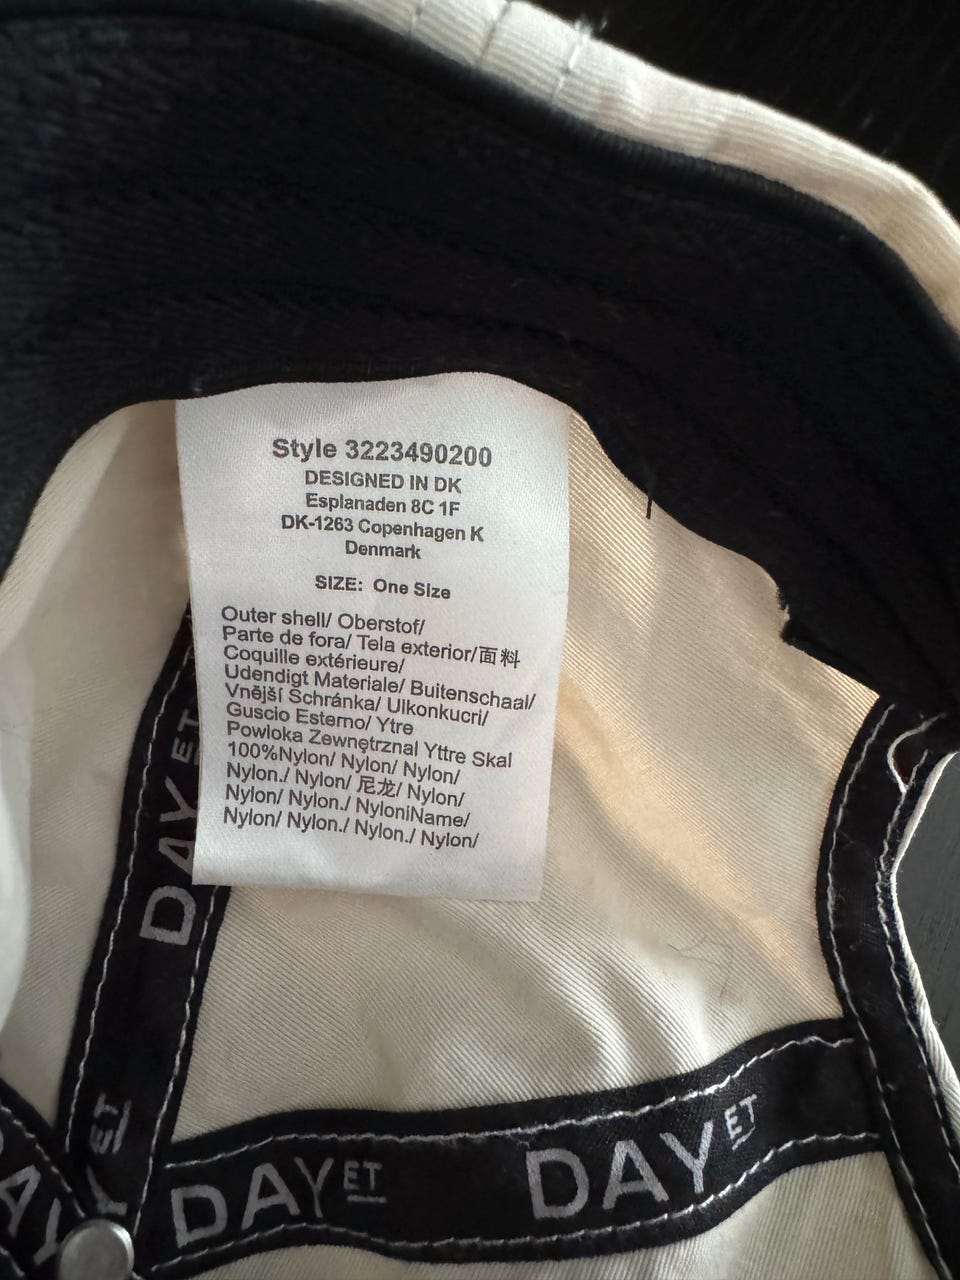 Style 3223490200
DESIGNED IN DK
Esplanaden 8C 1F
DK-1263 Copenhagen K
Denmark
SIZE: One Size
Outer shell/ Oberstof/
Parte de fora/ Tela exterior/面料
Coquille extérieure/
Udendigt Materiale/ Buitenschaal/
Vnější Schránka/ Ulkonkucri/
Guscio Esterno/ Ytre
Powloka Zewnętrznal Yttre Skal
100%Nylon/ Nylon/ Nylon/
Nylon./ Nylon/ 尼龙/ Nylon/
Nylon/ Nylon./ NyloniName/
Nylon/ Nylon./ Nylon./ Nylon/
DAY ET
DAY ET
DAY ET
Y ET